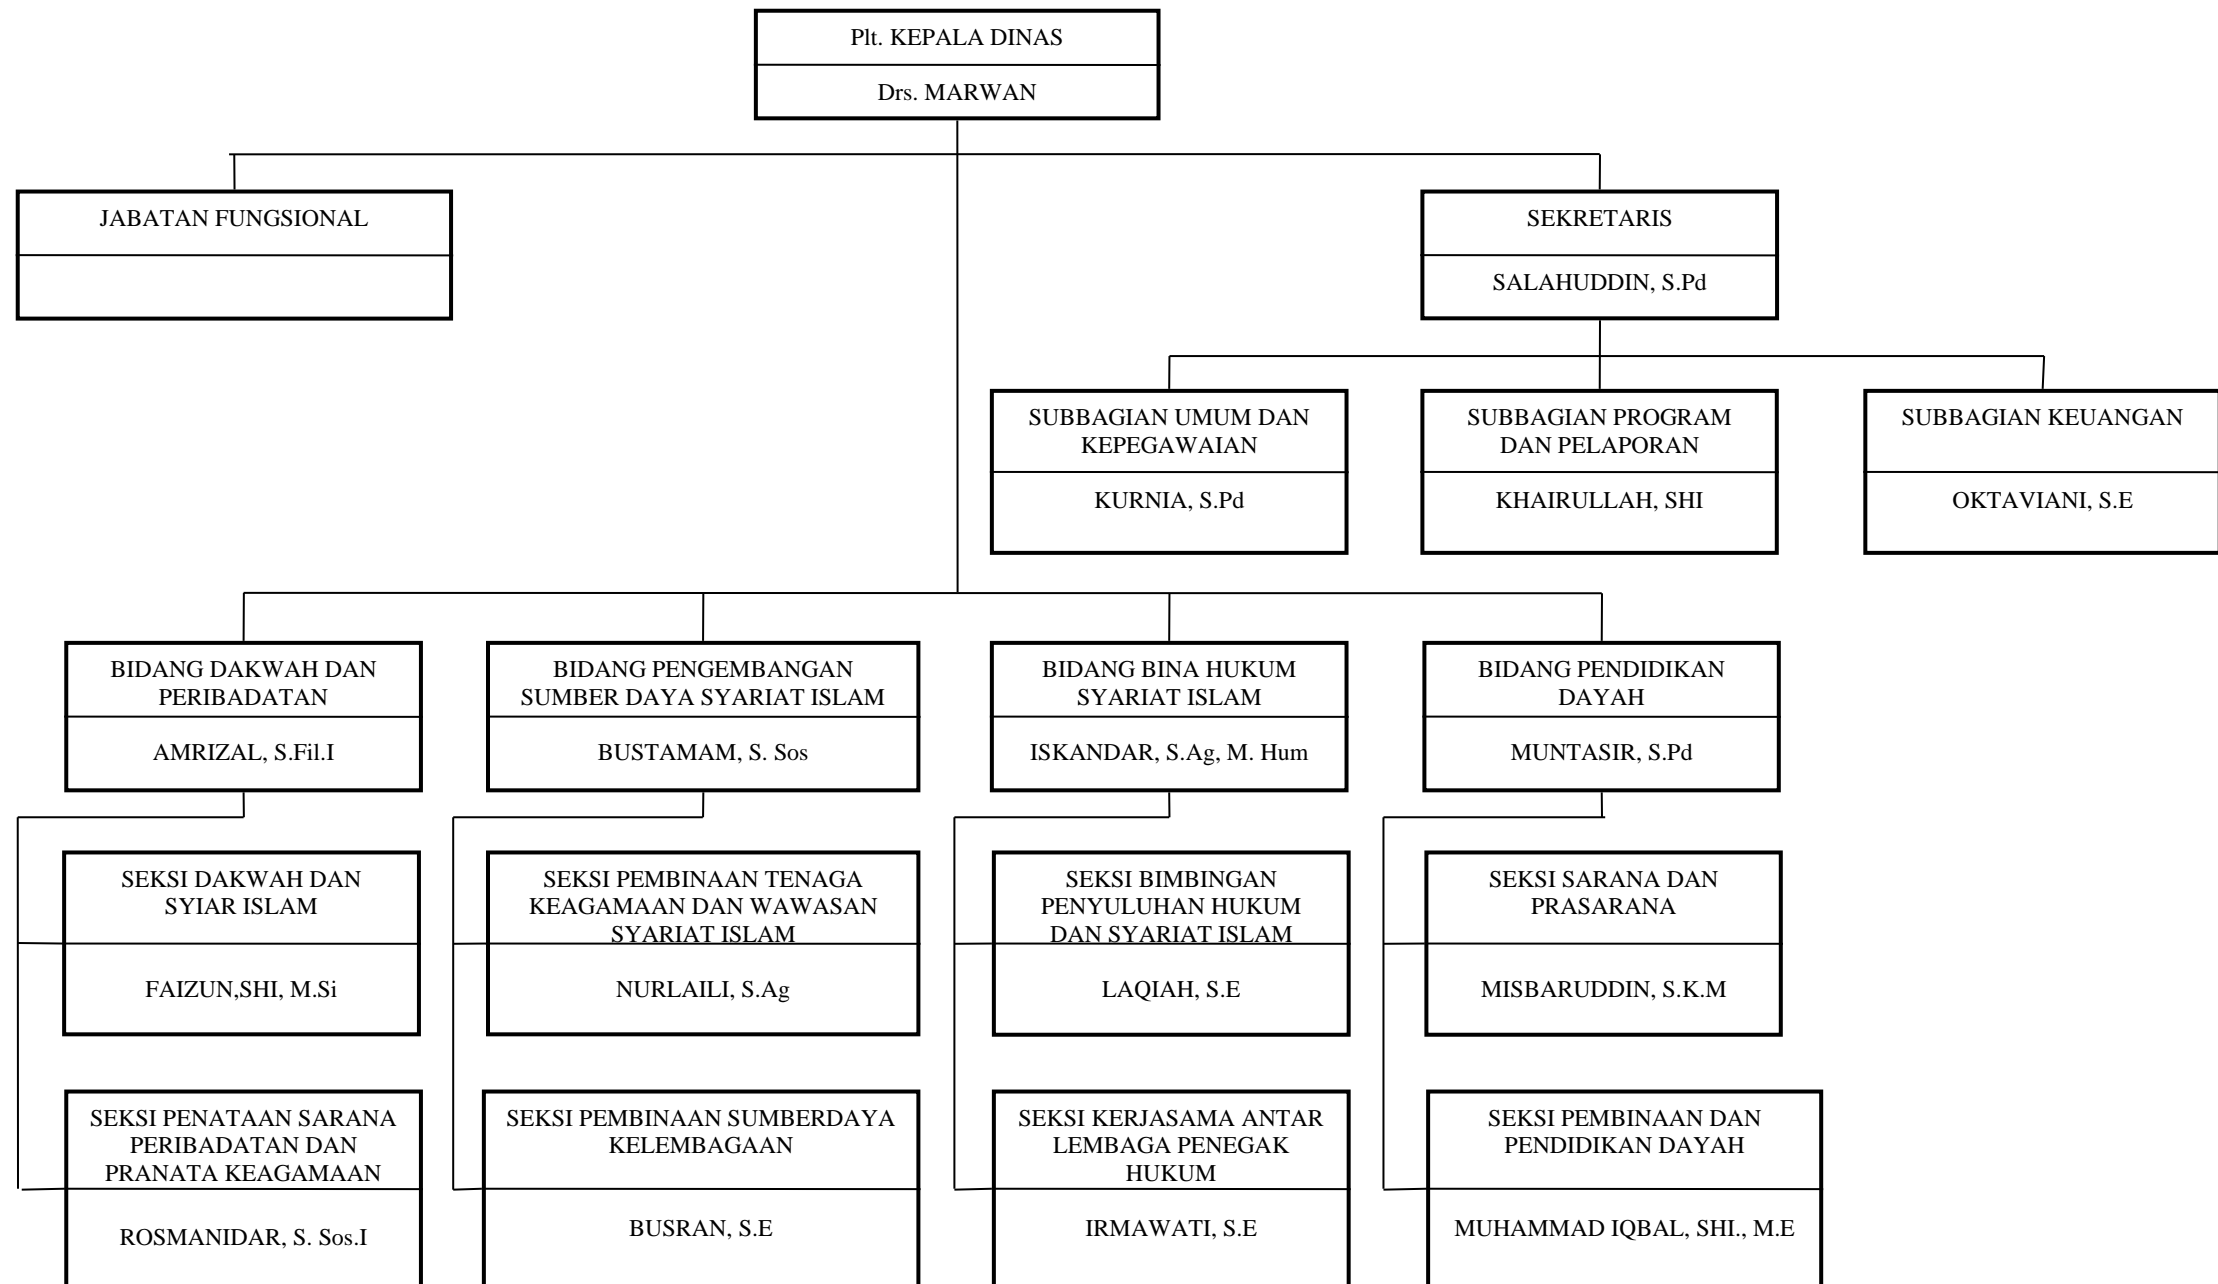 Plt. KEPALA DINAS
Drs. MARWAN
JABATAN FUNGSIONAL
SEKRETARIS
SALAHUDDIN, S.Pd
SUBBAGIAN UMUM DAN
KEPEGAWAIAN
KURNIA, S.Pd
SUBBAGIAN PROGRAM
DAN PELAPORAN
KHAIRULLAH, SHI
SUBBAGIAN KEUANGAN
OKTAVIANI, S.E
BIDANG DAKWAH DAN
PERIBADATAN
AMRIZAL, S.Fil.I
BIDANG PENGEMBANGAN
SUMBER DAYA SYARIAT ISLAM
BUSTAMAM, S. Sos
BIDANG BINA HUKUM
SYARIAT ISLAM
ISKANDAR, S.Ag, M. Hum
BIDANG PENDIDIKAN
DAYAH
MUNTASIR, S.Pd
SEKSI DAKWAH DAN
SYIAR ISLAM
FAIZUN,SHI, M.Si
SEKSI PEMBINAAN TENAGA
KEAGAMAAN DAN WAWASAN
SYARIAT ISLAM
NURLAILI, S.Ag
SEKSI BIMBINGAN
PENYULUHAN HUKUM
DAN SYARIAT ISLAM
LAQIAH, S.E
SEKSI SARANA DAN
PRASARANA
MISBARUDDIN, S.K.M
SEKSI PENATAAN SARANA
PERIBADATAN DAN
PRANATA KEAGAMAAN
ROSMANIDAR, S. Sos.I
SEKSI PEMBINAAN SUMBERDAYA
KELEMBAGAAN
BUSRAN, S.E
SEKSI KERJASAMA ANTAR
LEMBAGA PENEGAK
HUKUM
IRMAWATI, S.E
SEKSI PEMBINAAN DAN
PENDIDIKAN DAYAH
MUHAMMAD IQBAL, SHI., M.E